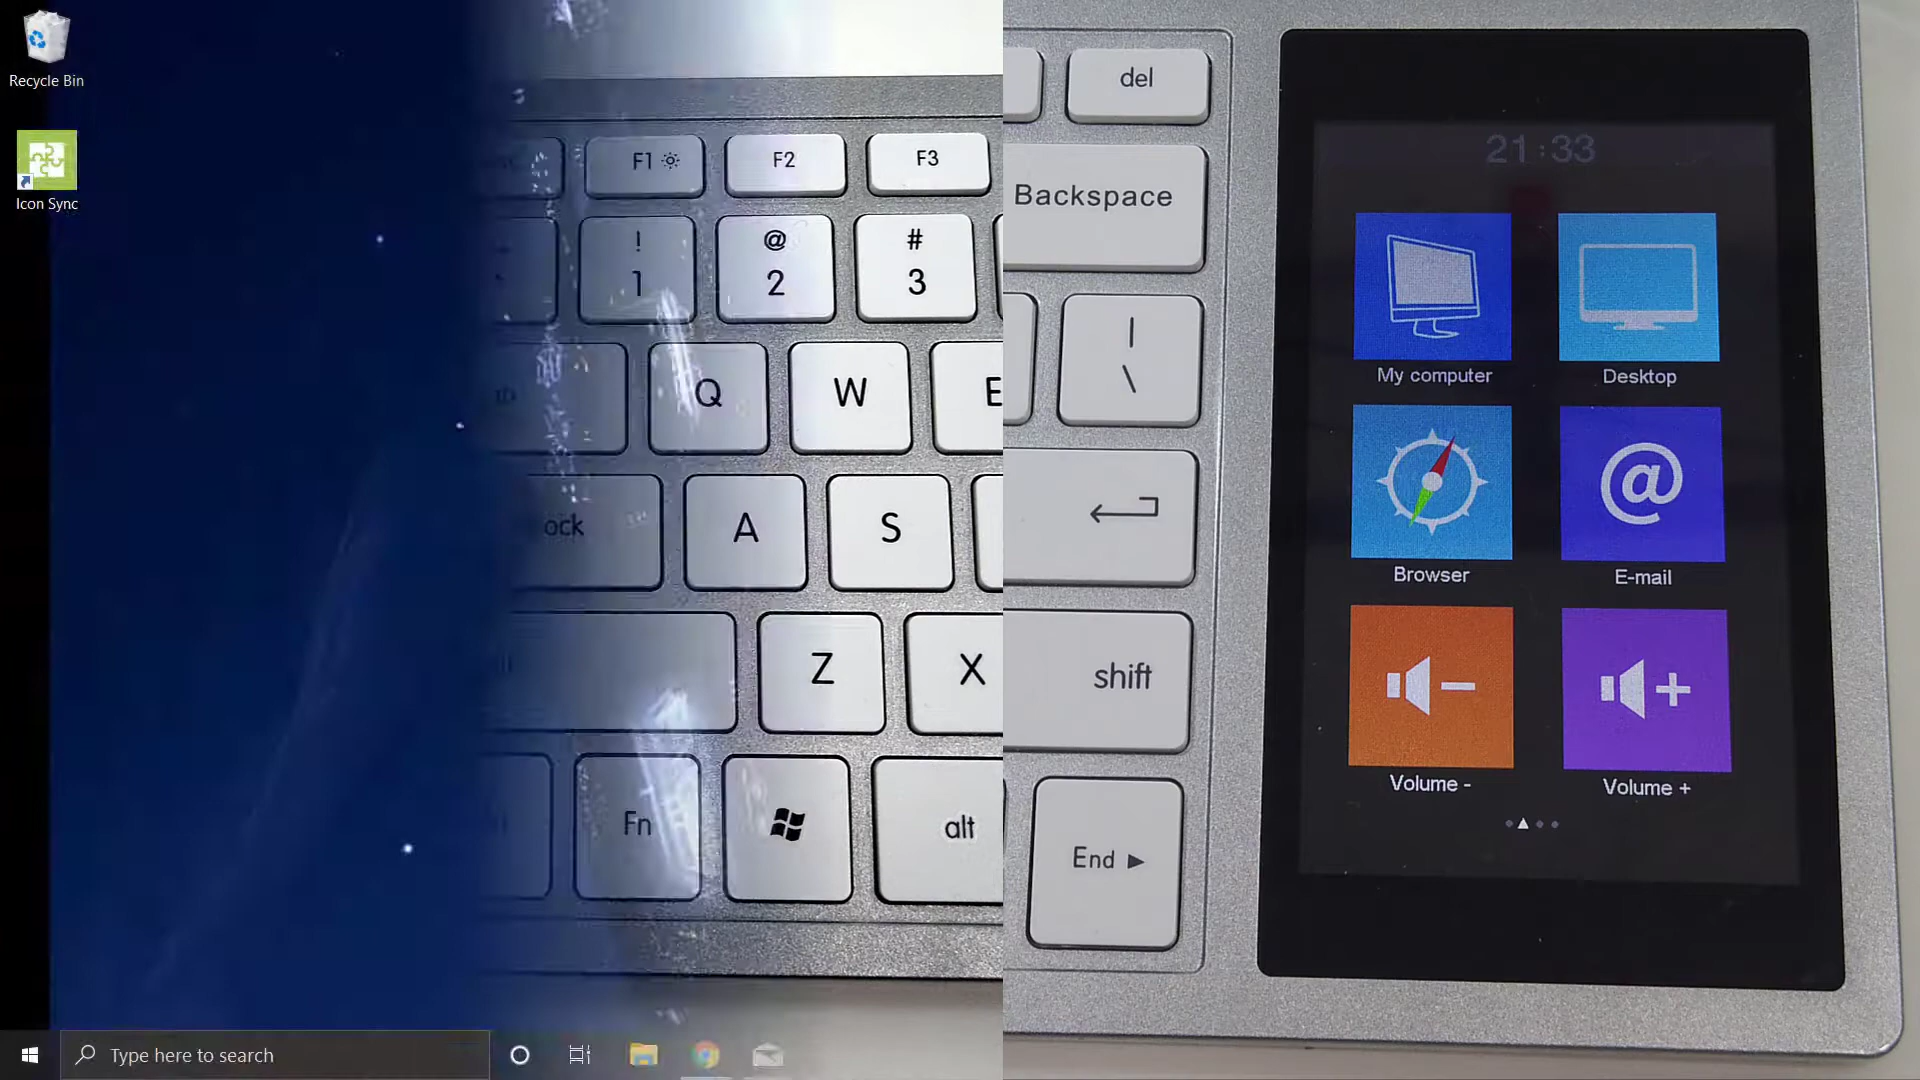 Recycle Bin
Icon Sync
F1
F2
F3
!
1
@
2
#
3
Q
W
E
ock
A
S
Z
X
Fn
alt
Type here to search
del
Backspace
|
\
shift
End ►
21:33
My computer
Desktop
Browser
@
E-mail
Volume -
Volume +